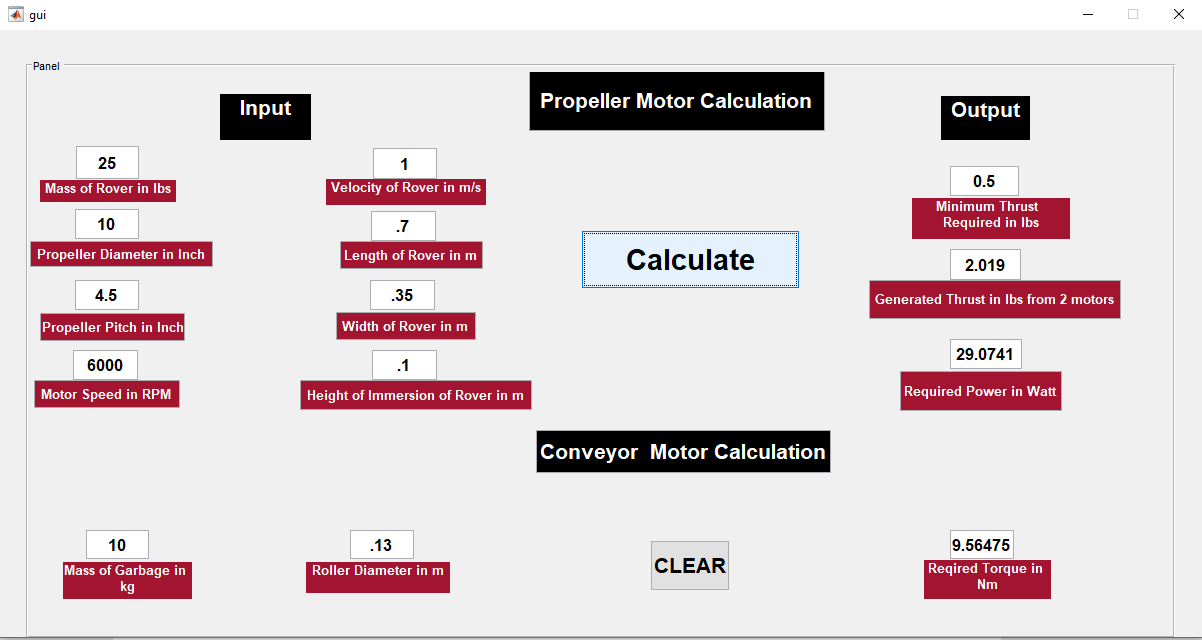 gui
Panel
Input
Propeller Motor Calculation
Output
25
Mass of Rover in lbs
1
Velocity of Rover in m/s
0.5
Minimum Thrust
Required in lbs
10
Propeller Diameter in Inch
.7
Length of Rover in m
Calculate
2.019
Generated Thrust in lbs from 2 motors
4.5
Propeller Pitch in Inch
.35
Width of Rover in m
29.0741
Required Power in Watt
6000
Motor Speed in RPM
.1
Height of Immersion of Rover in m
Conveyor  Motor Calculation
10
Mass of Garbage in
kg
.13
Roller Diameter in m
CLEAR
9.56475
Reqired Torque in
Nm